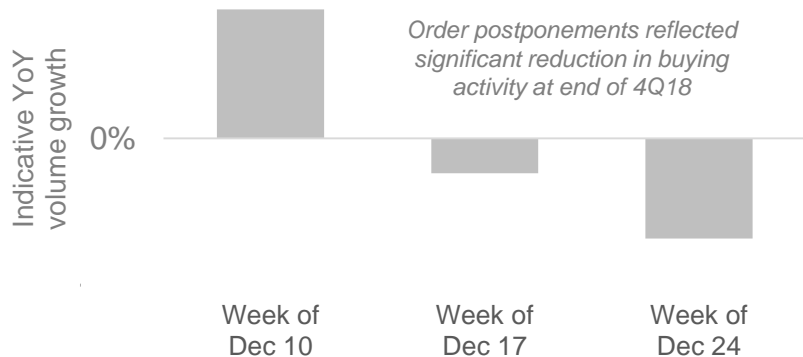 Indicative YoY
volume growth
Order postponements reflected
significant reduction in buying
activity at end of 4Q18
0%
Week of
Dec 10
Week of
Dec 17
Week of
Dec 24